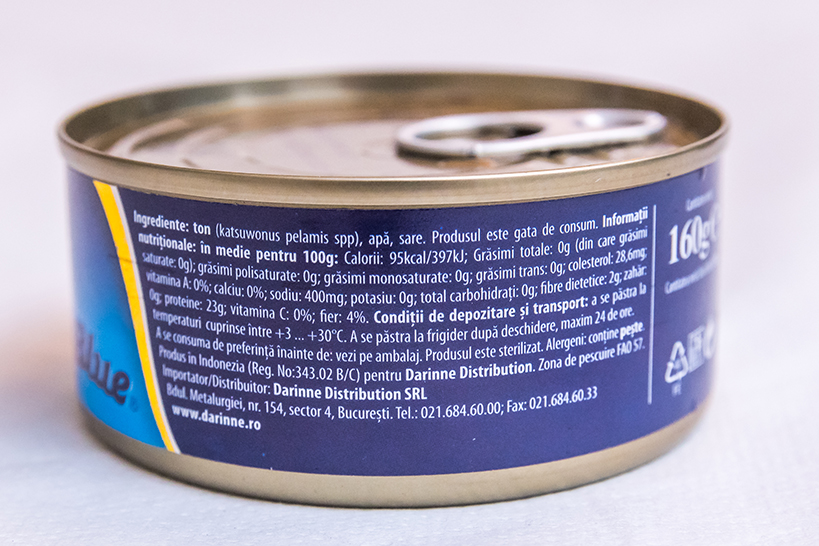 Ingrediente: ton (katsuwonus pelamis spp), apă, sare. Produsul este gata de consum. Informații
nutriționale: în medie pentru 100g: Calorii: 95kcal/397kJ; Grăsimi totale: 0g (din care grăsimi
saturate: 0g); grăsimi polisaturate: 0g; grăsimi monosaturate: 0g; grăsimi trans: 0g; colesterol: 28,6mg;
vitamina A: 0%; calciu: 0%; sodiu: 400mg; potasiu: 0g; total carbohidrați: 0g; fibre dietetice: 2g; zahăr:
0g; proteine: 23g; vitamina C: 0%; fier: 4%. Condiții de depozitare și transport: a se păstra la
temperaturi cuprinse între +3 ... +30°C. A se păstra la frigider după deschidere, maxim 24 de ore.
A se consuma de preferință înainte de: vezi pe ambalaj. Produsul este sterilizat. Alergeni: conține pește.
Produs in Indonezia (Reg. No:343.02 B/C) pentru Darinne Distribution. Zona de pescuire FAO 57.
Importator/Distribuitor: Darinne Distribution SRL
Bdul. Metalurgiei, nr. 154, sector 4, București. Tel.: 021.684.60.00; Fax: 021.684.60.33
www.darinne.ro
Blue
160g